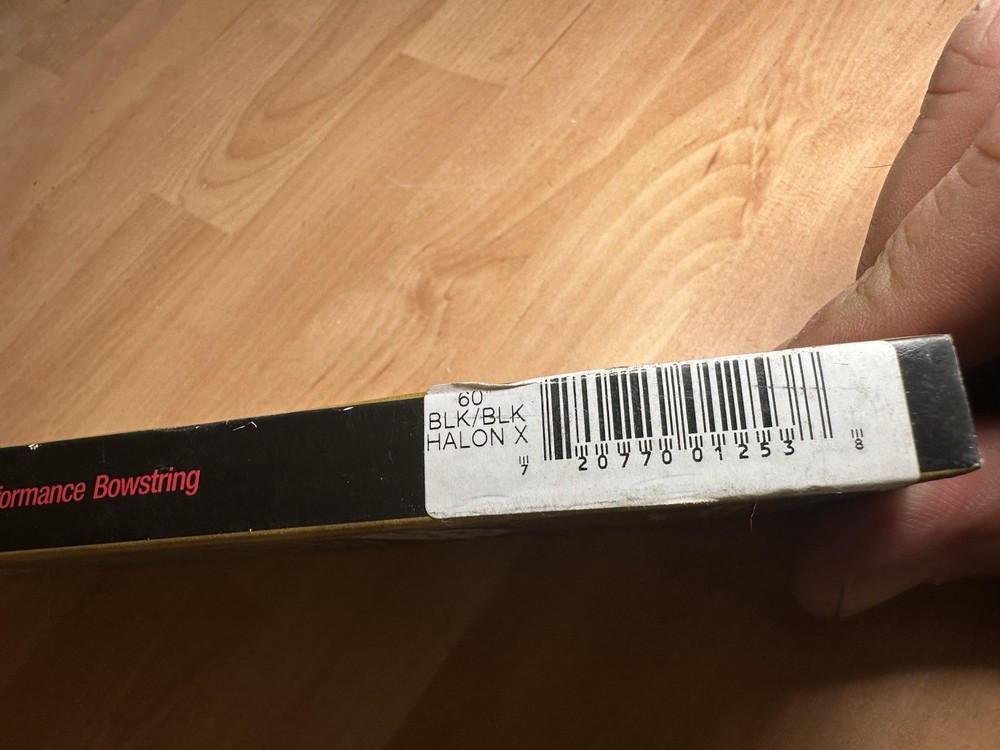 formance Bowstring
60"
BLK/BLK
HALON X
7 20770 01253 8